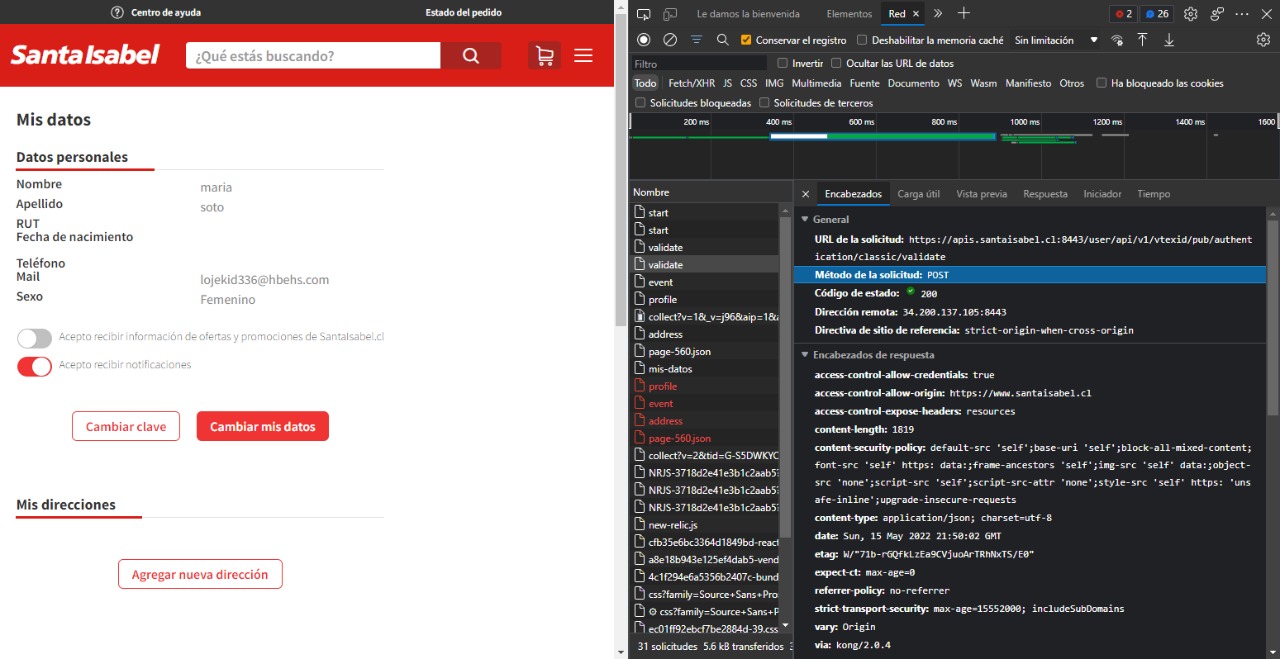 Centro de ayuda
Estado del pedido
SantaIsabel
¿Qué estás buscando?
Mis datos
Datos personales
Nombre maria
Apellido soto
RUT
Fecha de nacimiento
Teléfono
Mail lojekid336@hbehs.com
Sexo Femenino
Acepto recibir información de ofertas y promociones de SantaIsabel.cl
Acepto recibir notificaciones
Cambiar clave Cambiar mis datos
Mis direcciones
Agregar nueva dirección
Le damos la bienvenida Elementos Red 2 26
Conservar el registro Deshabilitar la memoria caché Sin limitación
Filtro Invertir Ocultar las URL de datos
Todo Fetch/XHR JS CSS IMG Multimedia Fuente Documento WS Wasm Manifiesto Otros Ha bloqueado las cookies
Solicitudes bloqueadas Solicitudes de terceros
200 ms 400 ms 600 ms 800 ms 1000 ms 1200 ms 1400 ms 1600
Nombre
start
start
validate
validate
event
profile
collect?v=1&_v=j96&aip=1&a
address
page-560.json
mis-datos
profile
event
address
page-560.json
collect?v=2&tid=G-S5DWKYC
NRJS-3718d2e41e3b1c2aab5
NRJS-3718d2e41e3b1c2aab5
NRJS-3718d2e41e3b1c2aab5
new-relic.js
cfb35e6bc3364d1849bd-react
a8e18b943e125ef4dab5-vend
4c1f294e6a5356b2407c-bund
css?family=Source+Sans+Pro
css?family=Source+Sans+P
ec01ff92ebcf7be2884d-39.css
31 solicitudes 5.6 kB transferidos
Encabezados Carga útil Vista previa Respuesta Iniciador Tiempo
General
URL de la solicitud: https://apis.santaisabel.cl:8443/user/api/v1/vtexid/pub/authent
ication/classic/validate
Método de la solicitud: POST
Código de estado: 200
Dirección remota: 34.200.137.105:8443
Directiva de sitio de referencia: strict-origin-when-cross-origin
Encabezados de respuesta
access-control-allow-credentials: true
access-control-allow-origin: https://www.santaisabel.cl
access-control-expose-headers: resources
content-length: 1819
content-security-policy: default-src 'self';base-uri 'self';block-all-mixed-content;
font-src 'self' https: data:;frame-ancestors 'self';img-src 'self' data:;object-
src 'none';script-src 'self';script-src-attr 'none';style-src 'self' https: 'uns
afe-inline';upgrade-insecure-requests
content-type: application/json; charset=utf-8
date: Sun, 15 May 2022 21:50:02 GMT
etag: W/"71b-rGQfkLzEa9CVjuoArTRhNxTS/E0"
expect-ct: max-age=0
referrer-policy: no-referrer
strict-transport-security: max-age=15552000; includeSubDomains
vary: Origin
via: kong/2.0.4